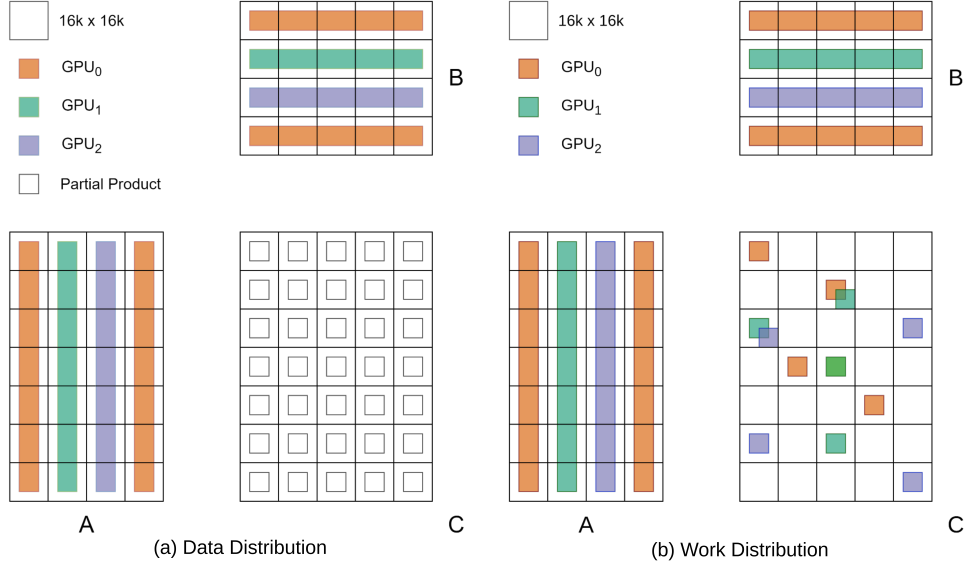 16k x 16k
GPU0
GPU1
GPU2
Partial Product
B
A
C
(a) Data Distribution
16k x 16k
GPU0
GPU1
GPU2
B
A
C
(b) Work Distribution